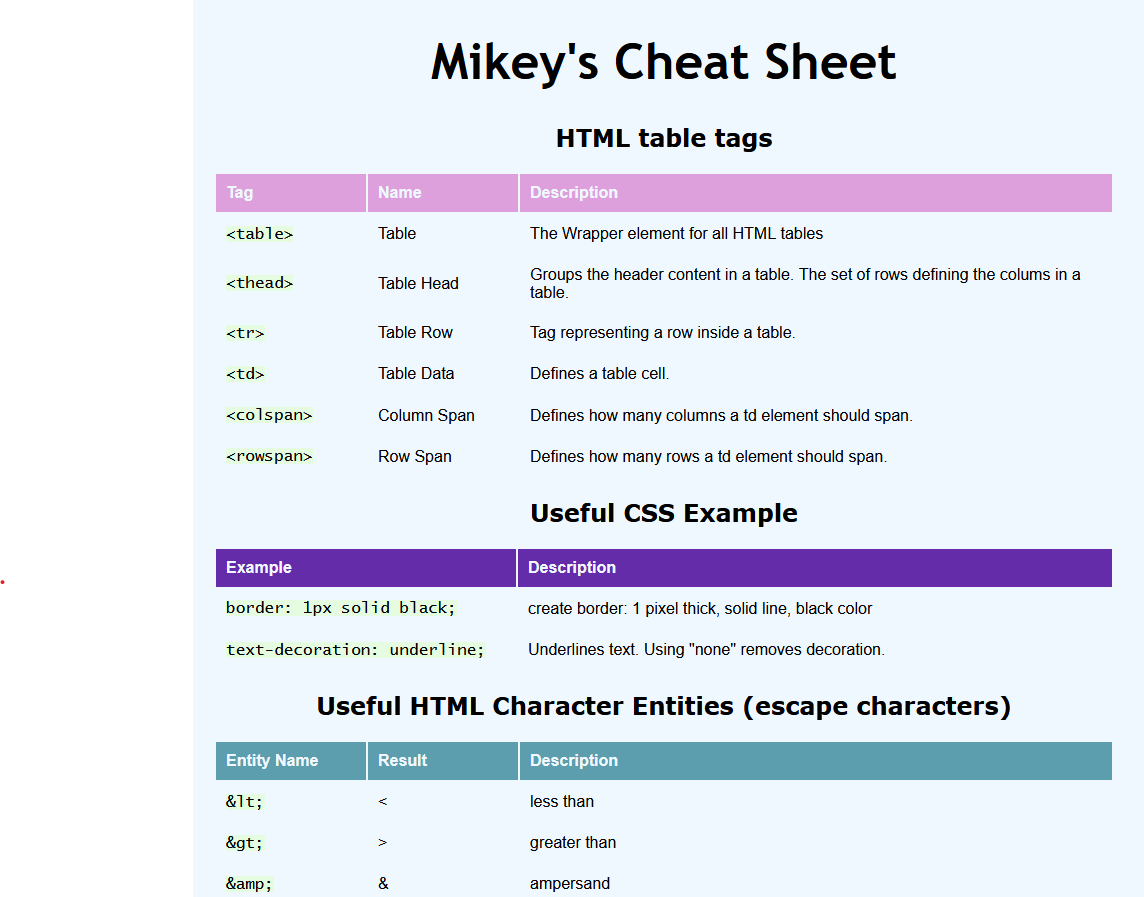 Mikey's Cheat Sheet
HTML table tags
Tag Name Description
<table> Table The Wrapper element for all HTML tables
<thead> Table Head Groups the header content in a table. The set of rows defining the colums in a
table.
<tr> Table Row Tag representing a row inside a table.
<td> Table Data Defines a table cell.
<colspan> Column Span Defines how many columns a td element should span.
<rowspan> Row Span Defines how many rows a td element should span.
Useful CSS Example
Example Description
border: 1px solid black; create border: 1 pixel thick, solid line, black color
text-decoration: underline; Underlines text. Using "none" removes decoration.
Useful HTML Character Entities (escape characters)
Entity Name Result Description
&lt; < less than
&gt; > greater than
&amp; & ampersand